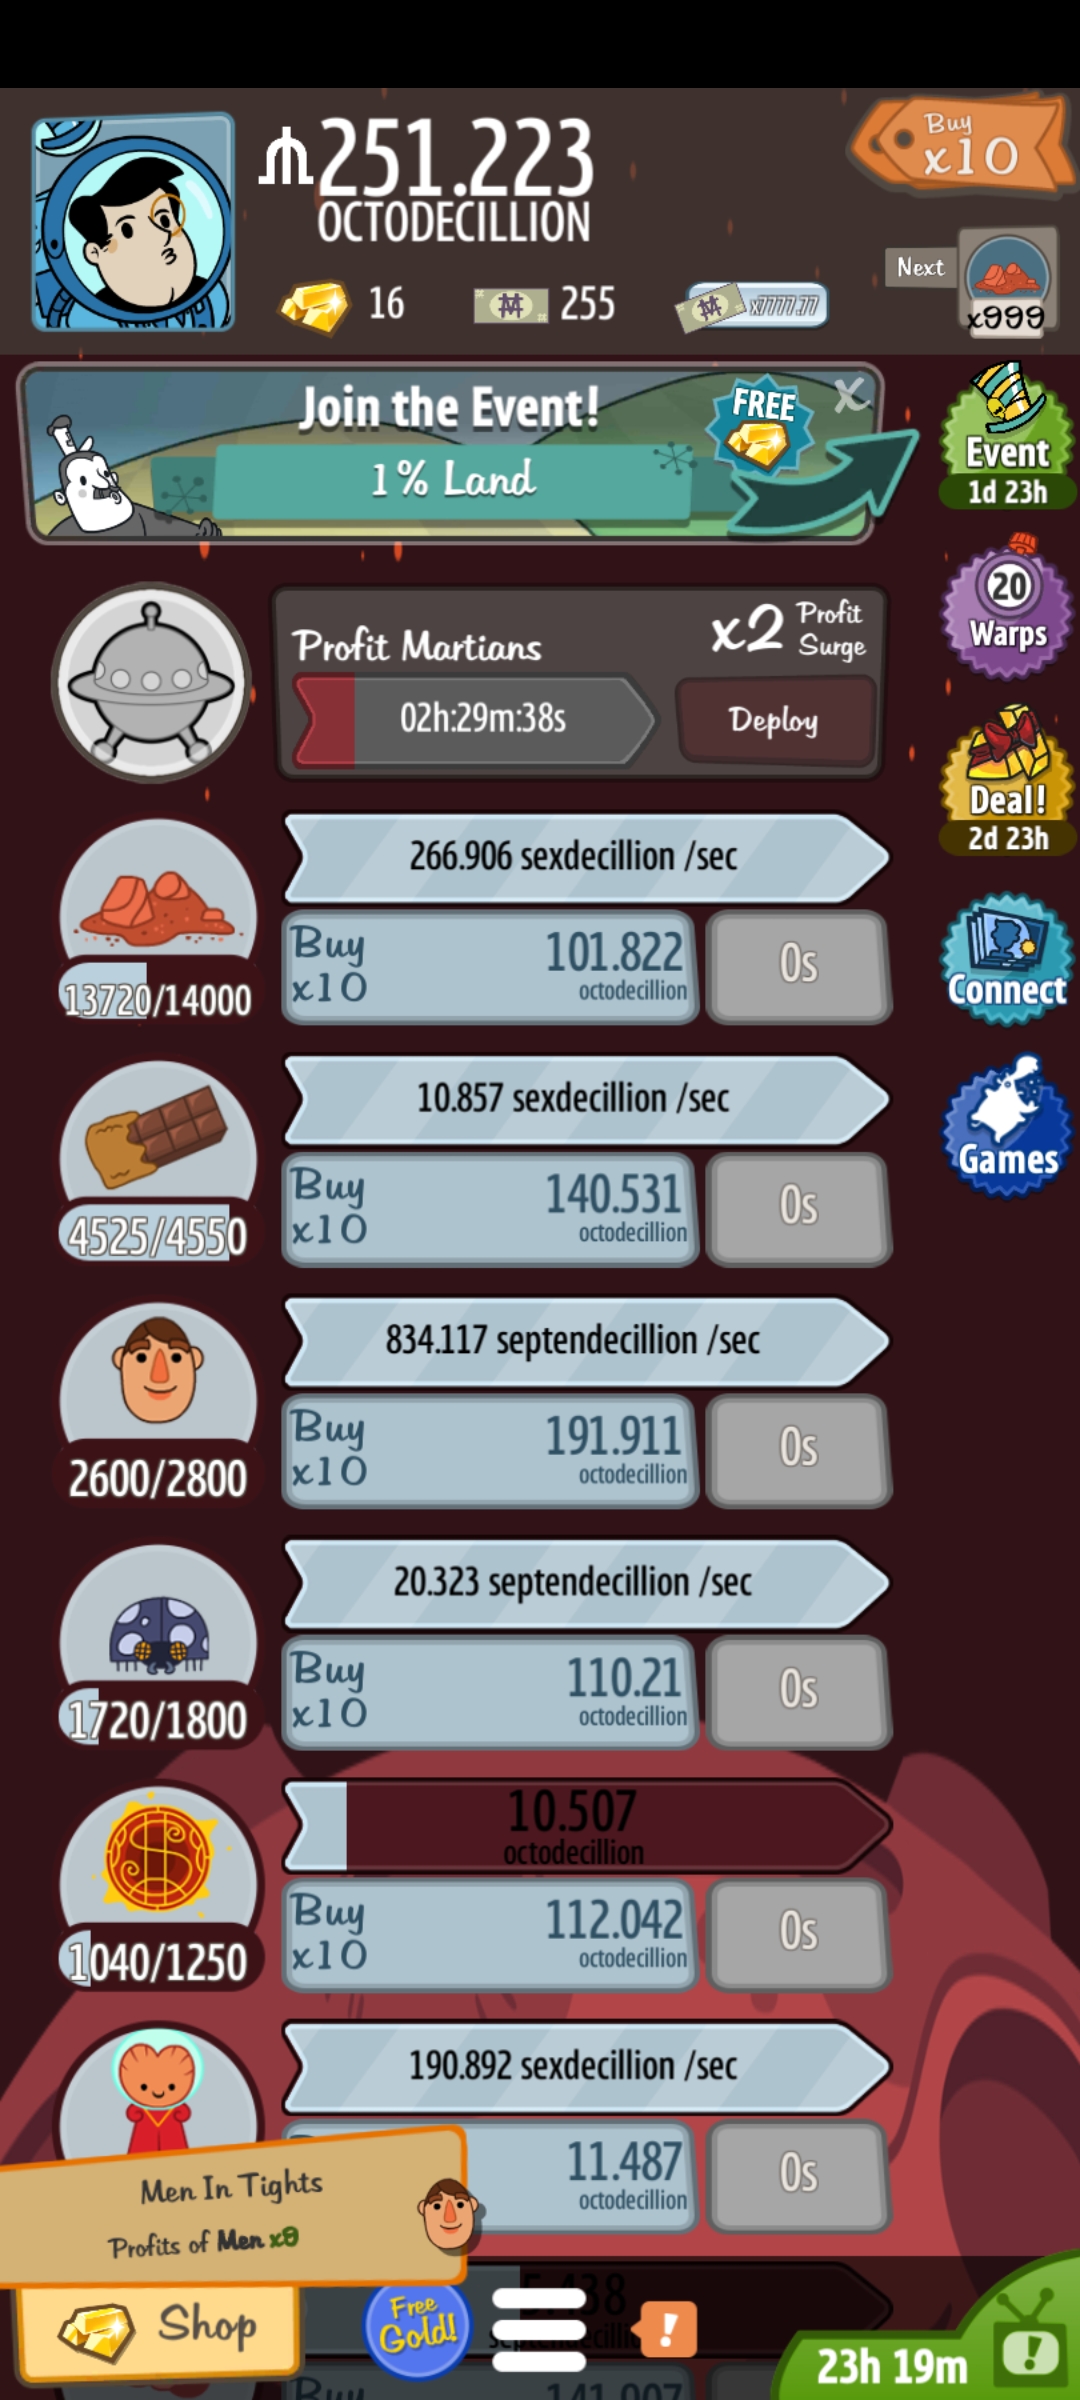 251.223
OCTODECILLION
Buy
x10
16
255
x7777.77
Next
x999
Join the Event!
1% Land
FREE
X
Event
1d 23h
20
Warps
Profit Martians
x2 Profit Surge
02h:29m:38s
Deploy
Deal!
2d 23h
266.906 sexdecillion /sec
Buy x10
101.822
octodecillion
0s
13720/14000
Connect
10.857 sexdecillion /sec
Buy x10
140.531
octodecillion
0s
4525/4550
Games
834.117 septendecillion /sec
Buy x10
191.911
octodecillion
0s
2600/2800
20.323 septendecillion /sec
Buy x10
110.21
octodecillion
0s
1720/1800
10.507
octodecillion
Buy x10
112.042
octodecillion
0s
1040/1250
190.892 sexdecillion /sec
11.487
octodecillion
0s
Men In Tights
Profits of Men x9
Shop
Free Gold!
!
23h 19m
!
Buy
141.007